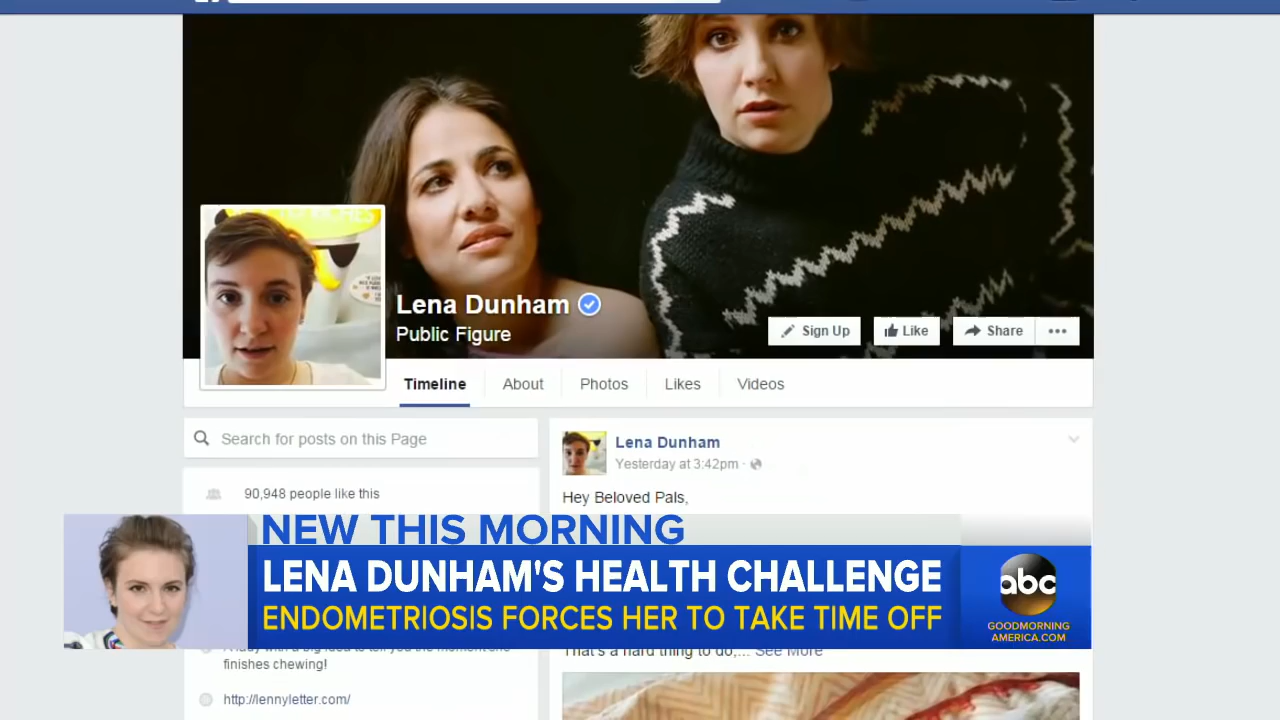 Lena Dunham
Public Figure
Sign Up
Like
Share
Timeline
About
Photos
Likes
Videos
Search for posts on this Page
90,948 people like this
Lena Dunham
Yesterday at 3:42pm
Hey Beloved Pals,
NEW THIS MORNING
LENA DUNHAM'S HEALTH CHALLENGE
ENDOMETRIOSIS FORCES HER TO TAKE TIME OFF
abc
GOODMORNING
AMERICA.COM
That's a hard thing to do,... See More
finishes chewing!
http://lennyletter.com/